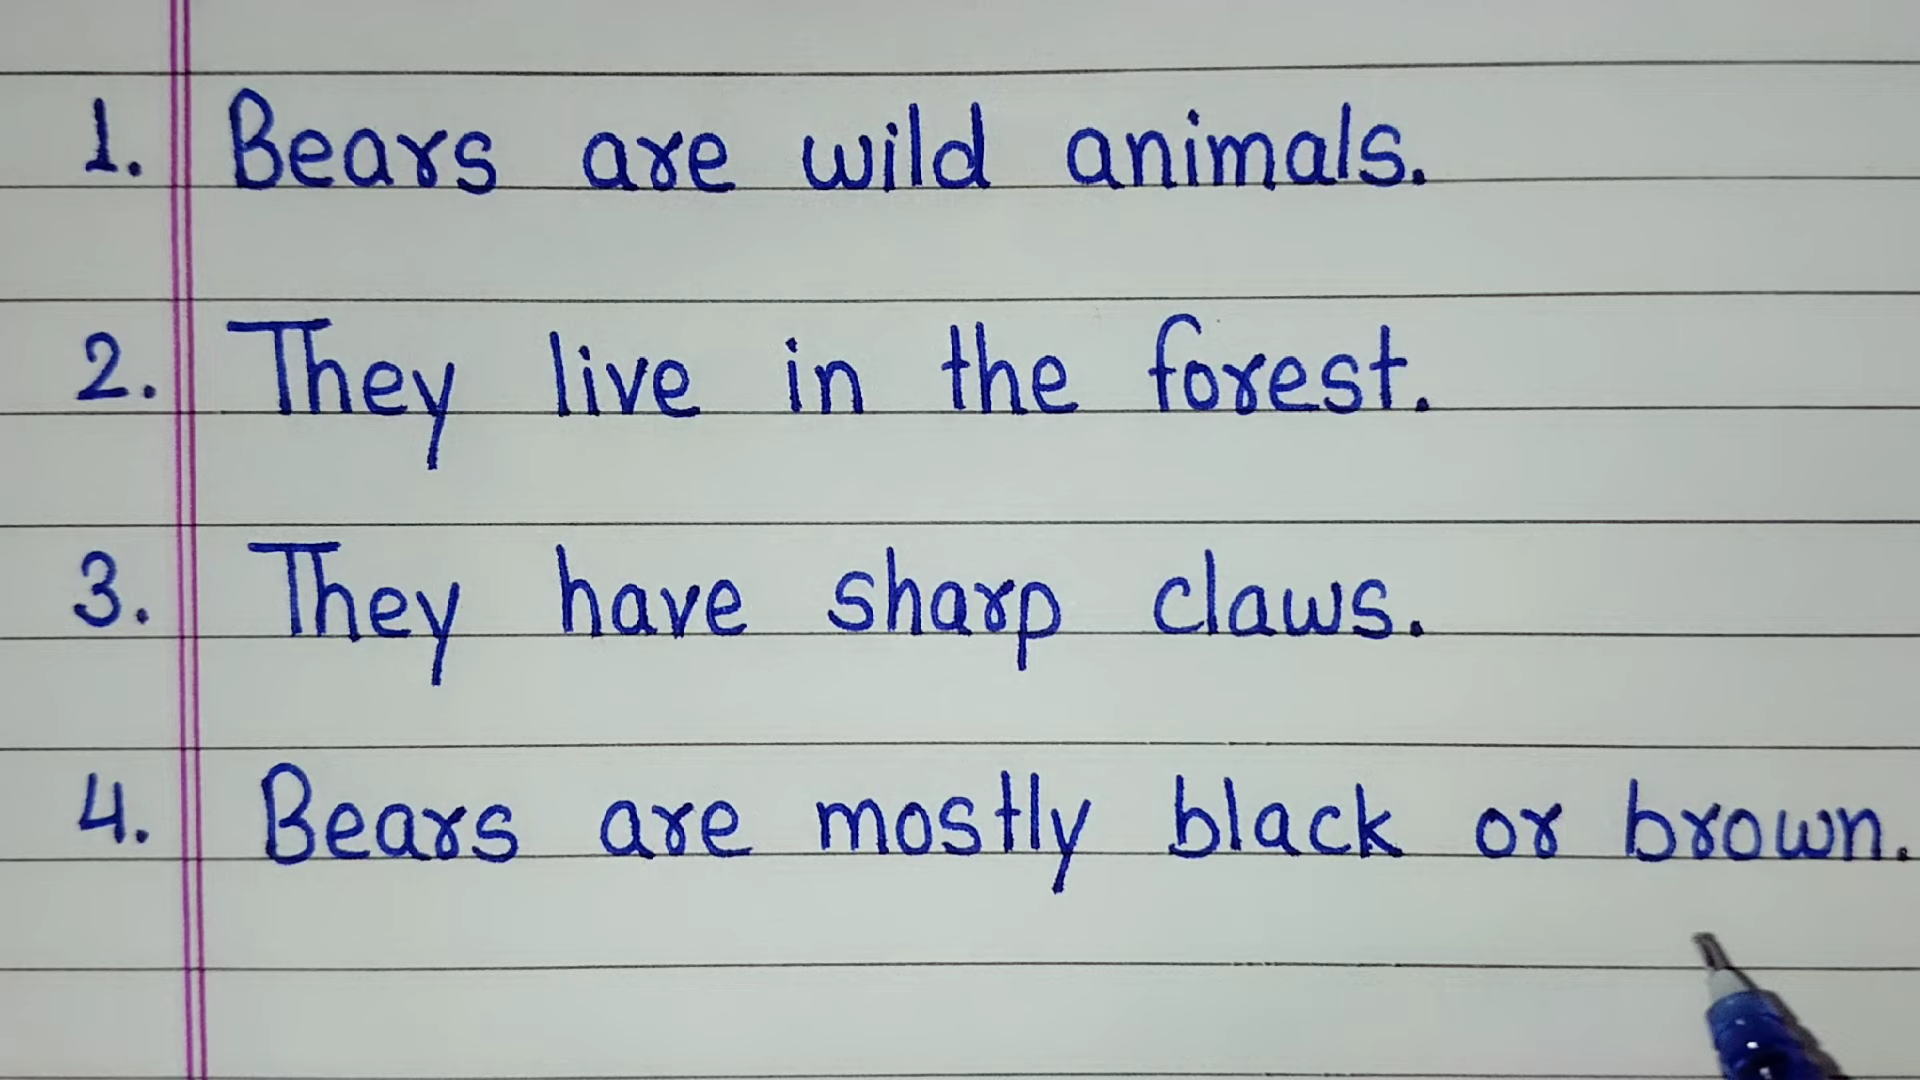 1. Bears are wild animals.
2. They live in the forest.
3. They have sharp claws.
4. Bears are mostly black or brown.